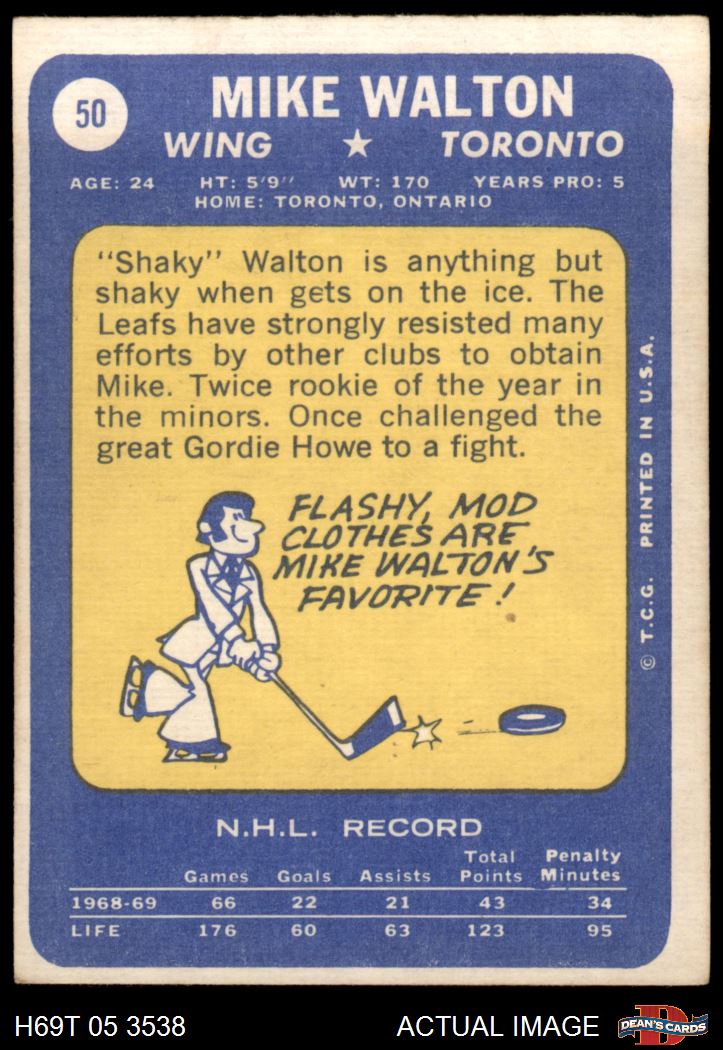 50
MIKE WALTON
WING ★ TORONTO
AGE: 24 HT: 5'9'' WT: 170 YEARS PRO: 5
HOME: TORONTO, ONTARIO
"Shaky" Walton is anything but
shaky when gets on the ice. The
Leafs have strongly resisted many
efforts by other clubs to obtain
Mike. Twice rookie of the year in
the minors. Once challenged the
great Gordie Howe to a fight.
FLASHY, MOD
CLOTHES ARE
MIKE WALTON'S
FAVORITE!
© T.C.G. PRINTED IN U.S.A.
N.H.L. RECORD
Games Goals Assists Total Points Penalty Minutes
1968-69 66 22 21 43 34
LIFE 176 60 63 123 95
H69T 05 3538 ACTUAL IMAGE
D
DEAN'S CARDS